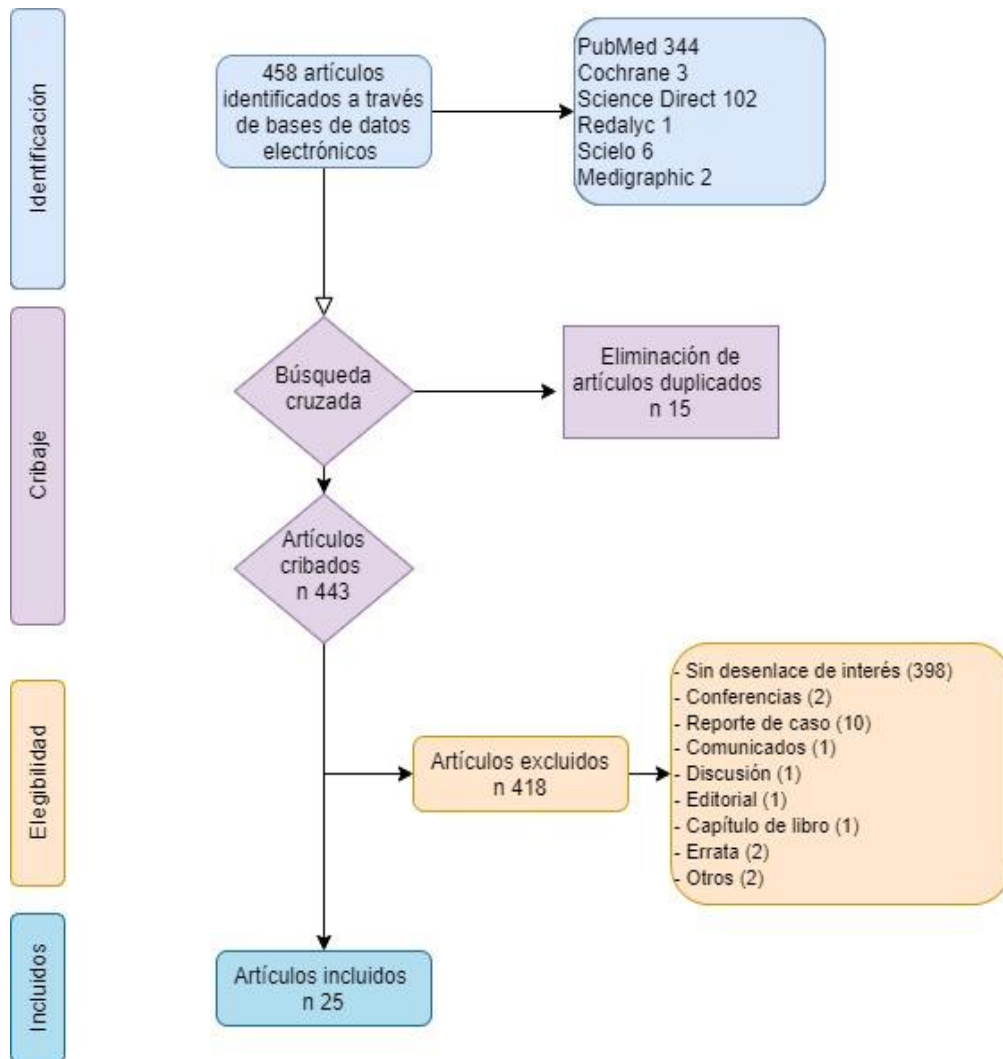 Identificación
458 artículos
identificados a través
de bases de datos
electrónicos
PubMed 344
Cochrane 3
Science Direct 102
Redalyc 1
Scielo 6
Medigraphic 2
Cribaje
Búsqueda
cruzada
Eliminación de
artículos duplicados
n 15
Artículos
cribados
n 443
Elegibilidad
Artículos excluidos
n 418
- Sin desenlace de interés (398)
- Conferencias (2)
- Reporte de caso (10)
- Comunicados (1)
- Discusión (1)
- Editorial (1)
- Capítulo de libro (1)
- Errata (2)
- Otros (2)
Incluidos
Artículos incluidos
n 25